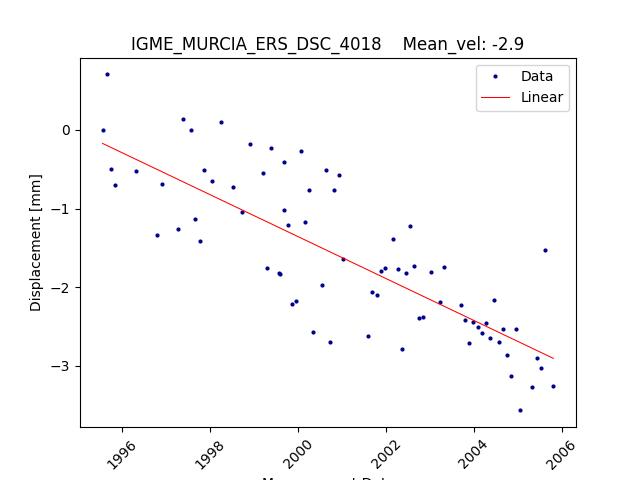 IGME_MURCIA_ERS_DSC_4018    Mean_vel: -2.9
Data
Linear
Displacement [mm]
0
−1
−2
−3
1996
1998
2000
2002
2004
2006